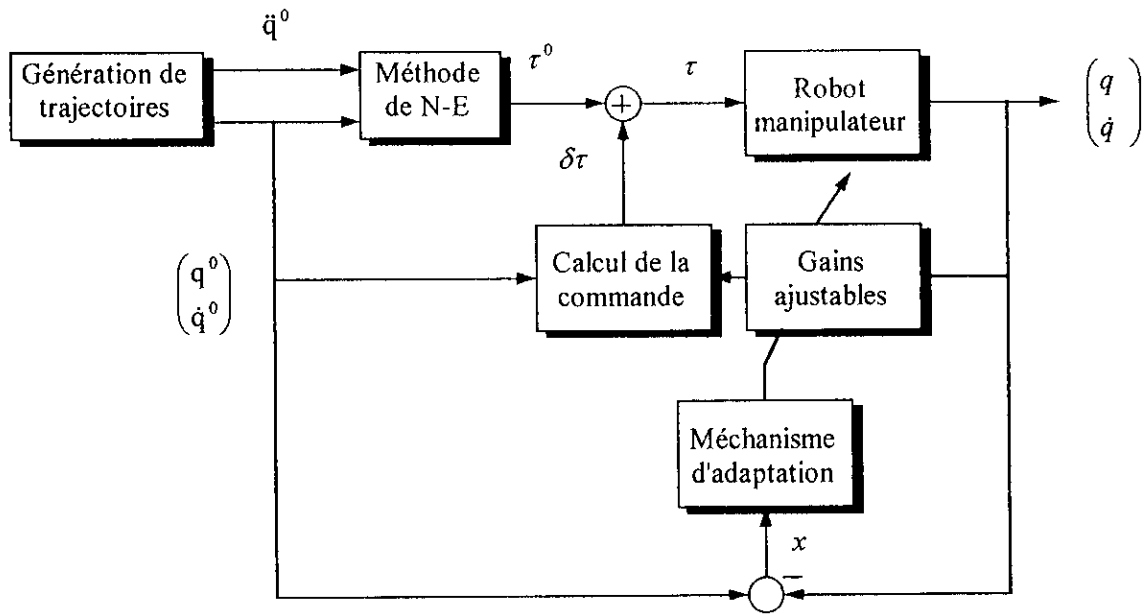 q̈⁰
Génération de
trajectoires
Méthode
de N-E
τ⁰
+
τ
Robot
manipulateur
q
q̇
δτ
q⁰
q̇⁰
Calcul de la
commande
Gains
ajustables
Méchanisme
d'adaptation
x
−